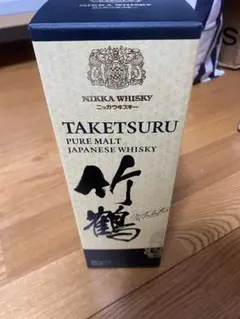 NIKKA WHISKY
ニッカウヰスキー
TAKETSURU
PURE MALT
JAPANESE WHISKY
竹鶴